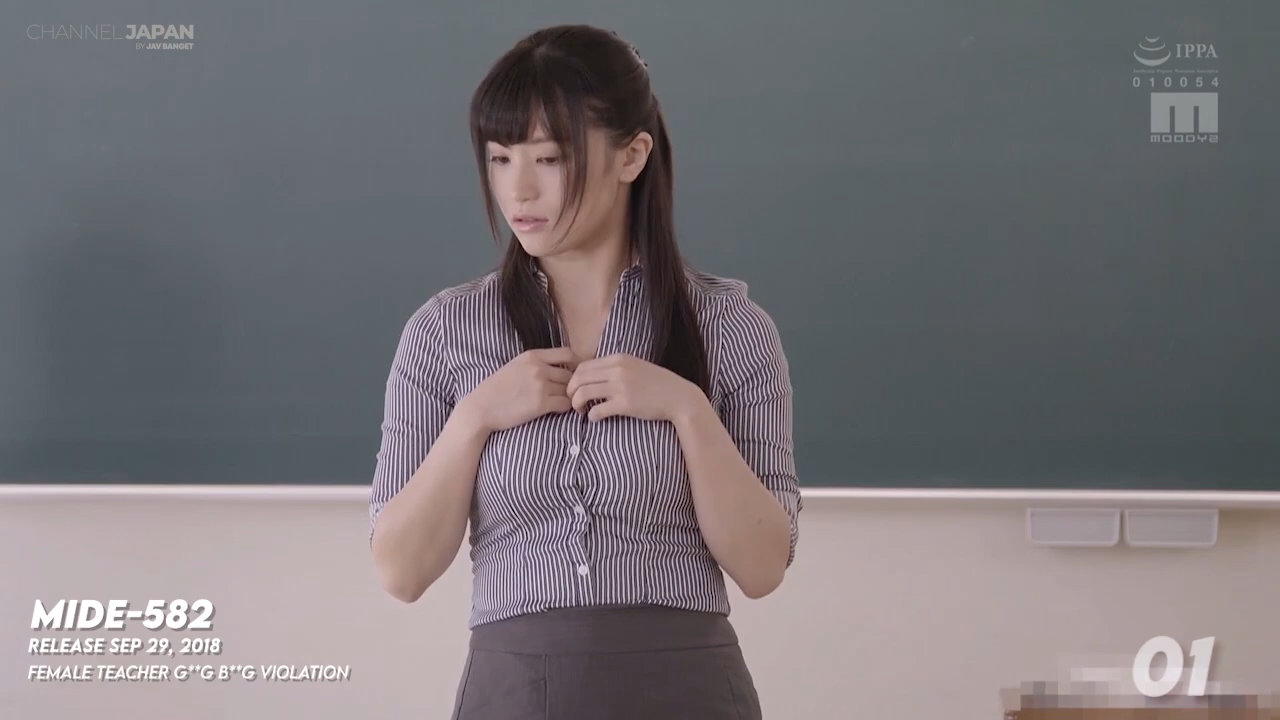 CHANNEL JAPAN
BY JAV BANGET
IPPA
010054
M
MOODYZ
MIDE-582
RELEASE SEP 29, 2018
FEMALE TEACHER G**G B**G VIOLATION
01